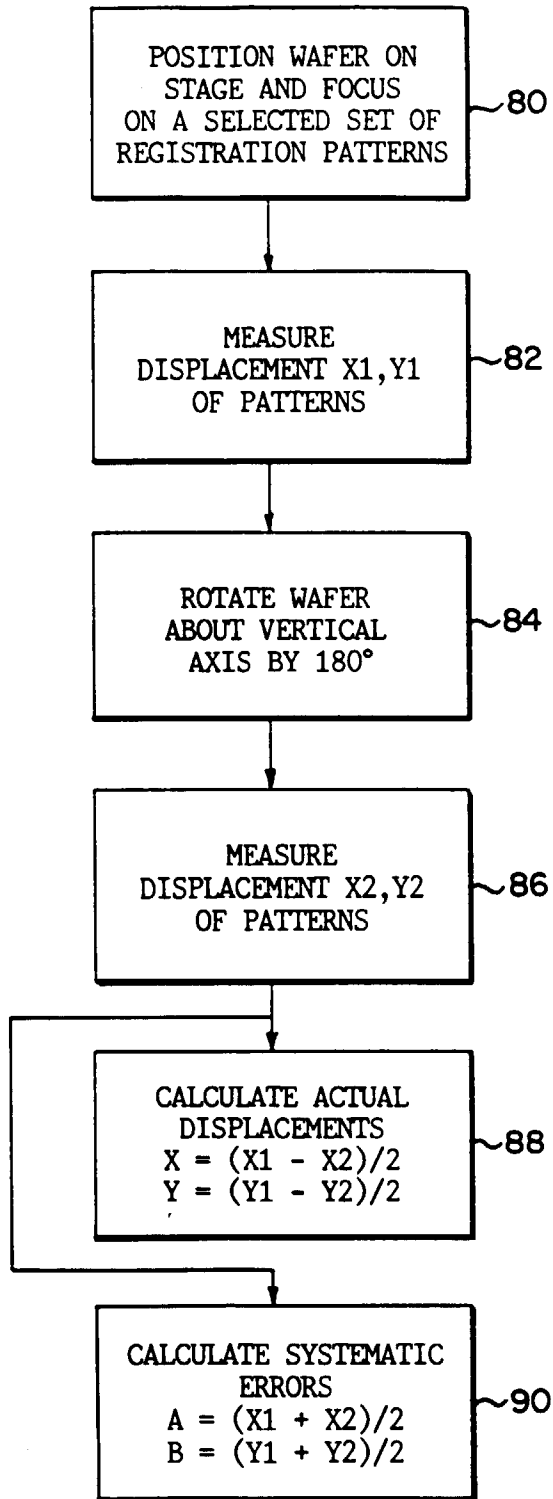 POSITION WAFER ON
STAGE AND FOCUS
ON A SELECTED SET OF
REGISTRATION PATTERNS
80
MEASURE
DISPLACEMENT X1,Y1
OF PATTERNS
82
ROTATE WAFER
ABOUT VERTICAL
AXIS BY 180°
84
MEASURE
DISPLACEMENT X2,Y2
OF PATTERNS
86
CALCULATE ACTUAL
DISPLACEMENTS
X = (X1 - X2)/2
Y = (Y1 - Y2)/2
88
CALCULATE SYSTEMATIC
ERRORS
A = (X1 + X2)/2
B = (Y1 + Y2)/2
90